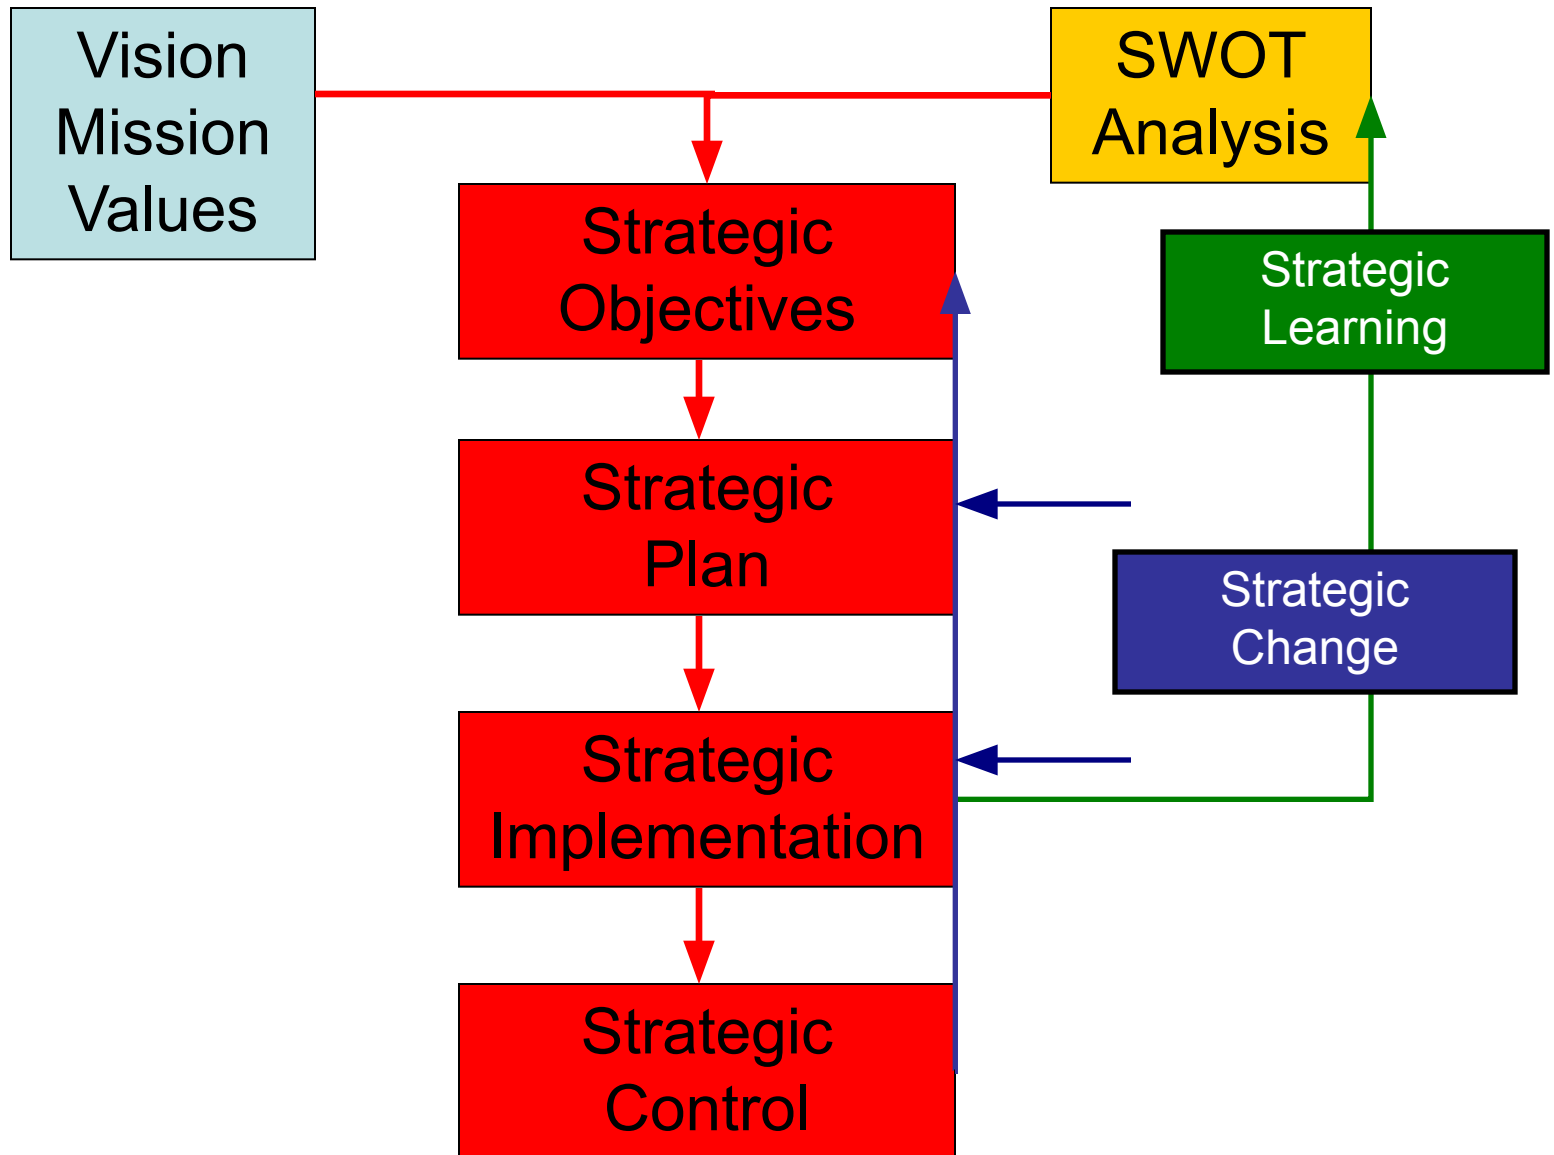 Vision
Mission
Values
SWOT
Analysis
Strategic
Objectives
Strategic
Learning
Strategic
Plan
Strategic
Change
Strategic
Implementation
Strategic
Control